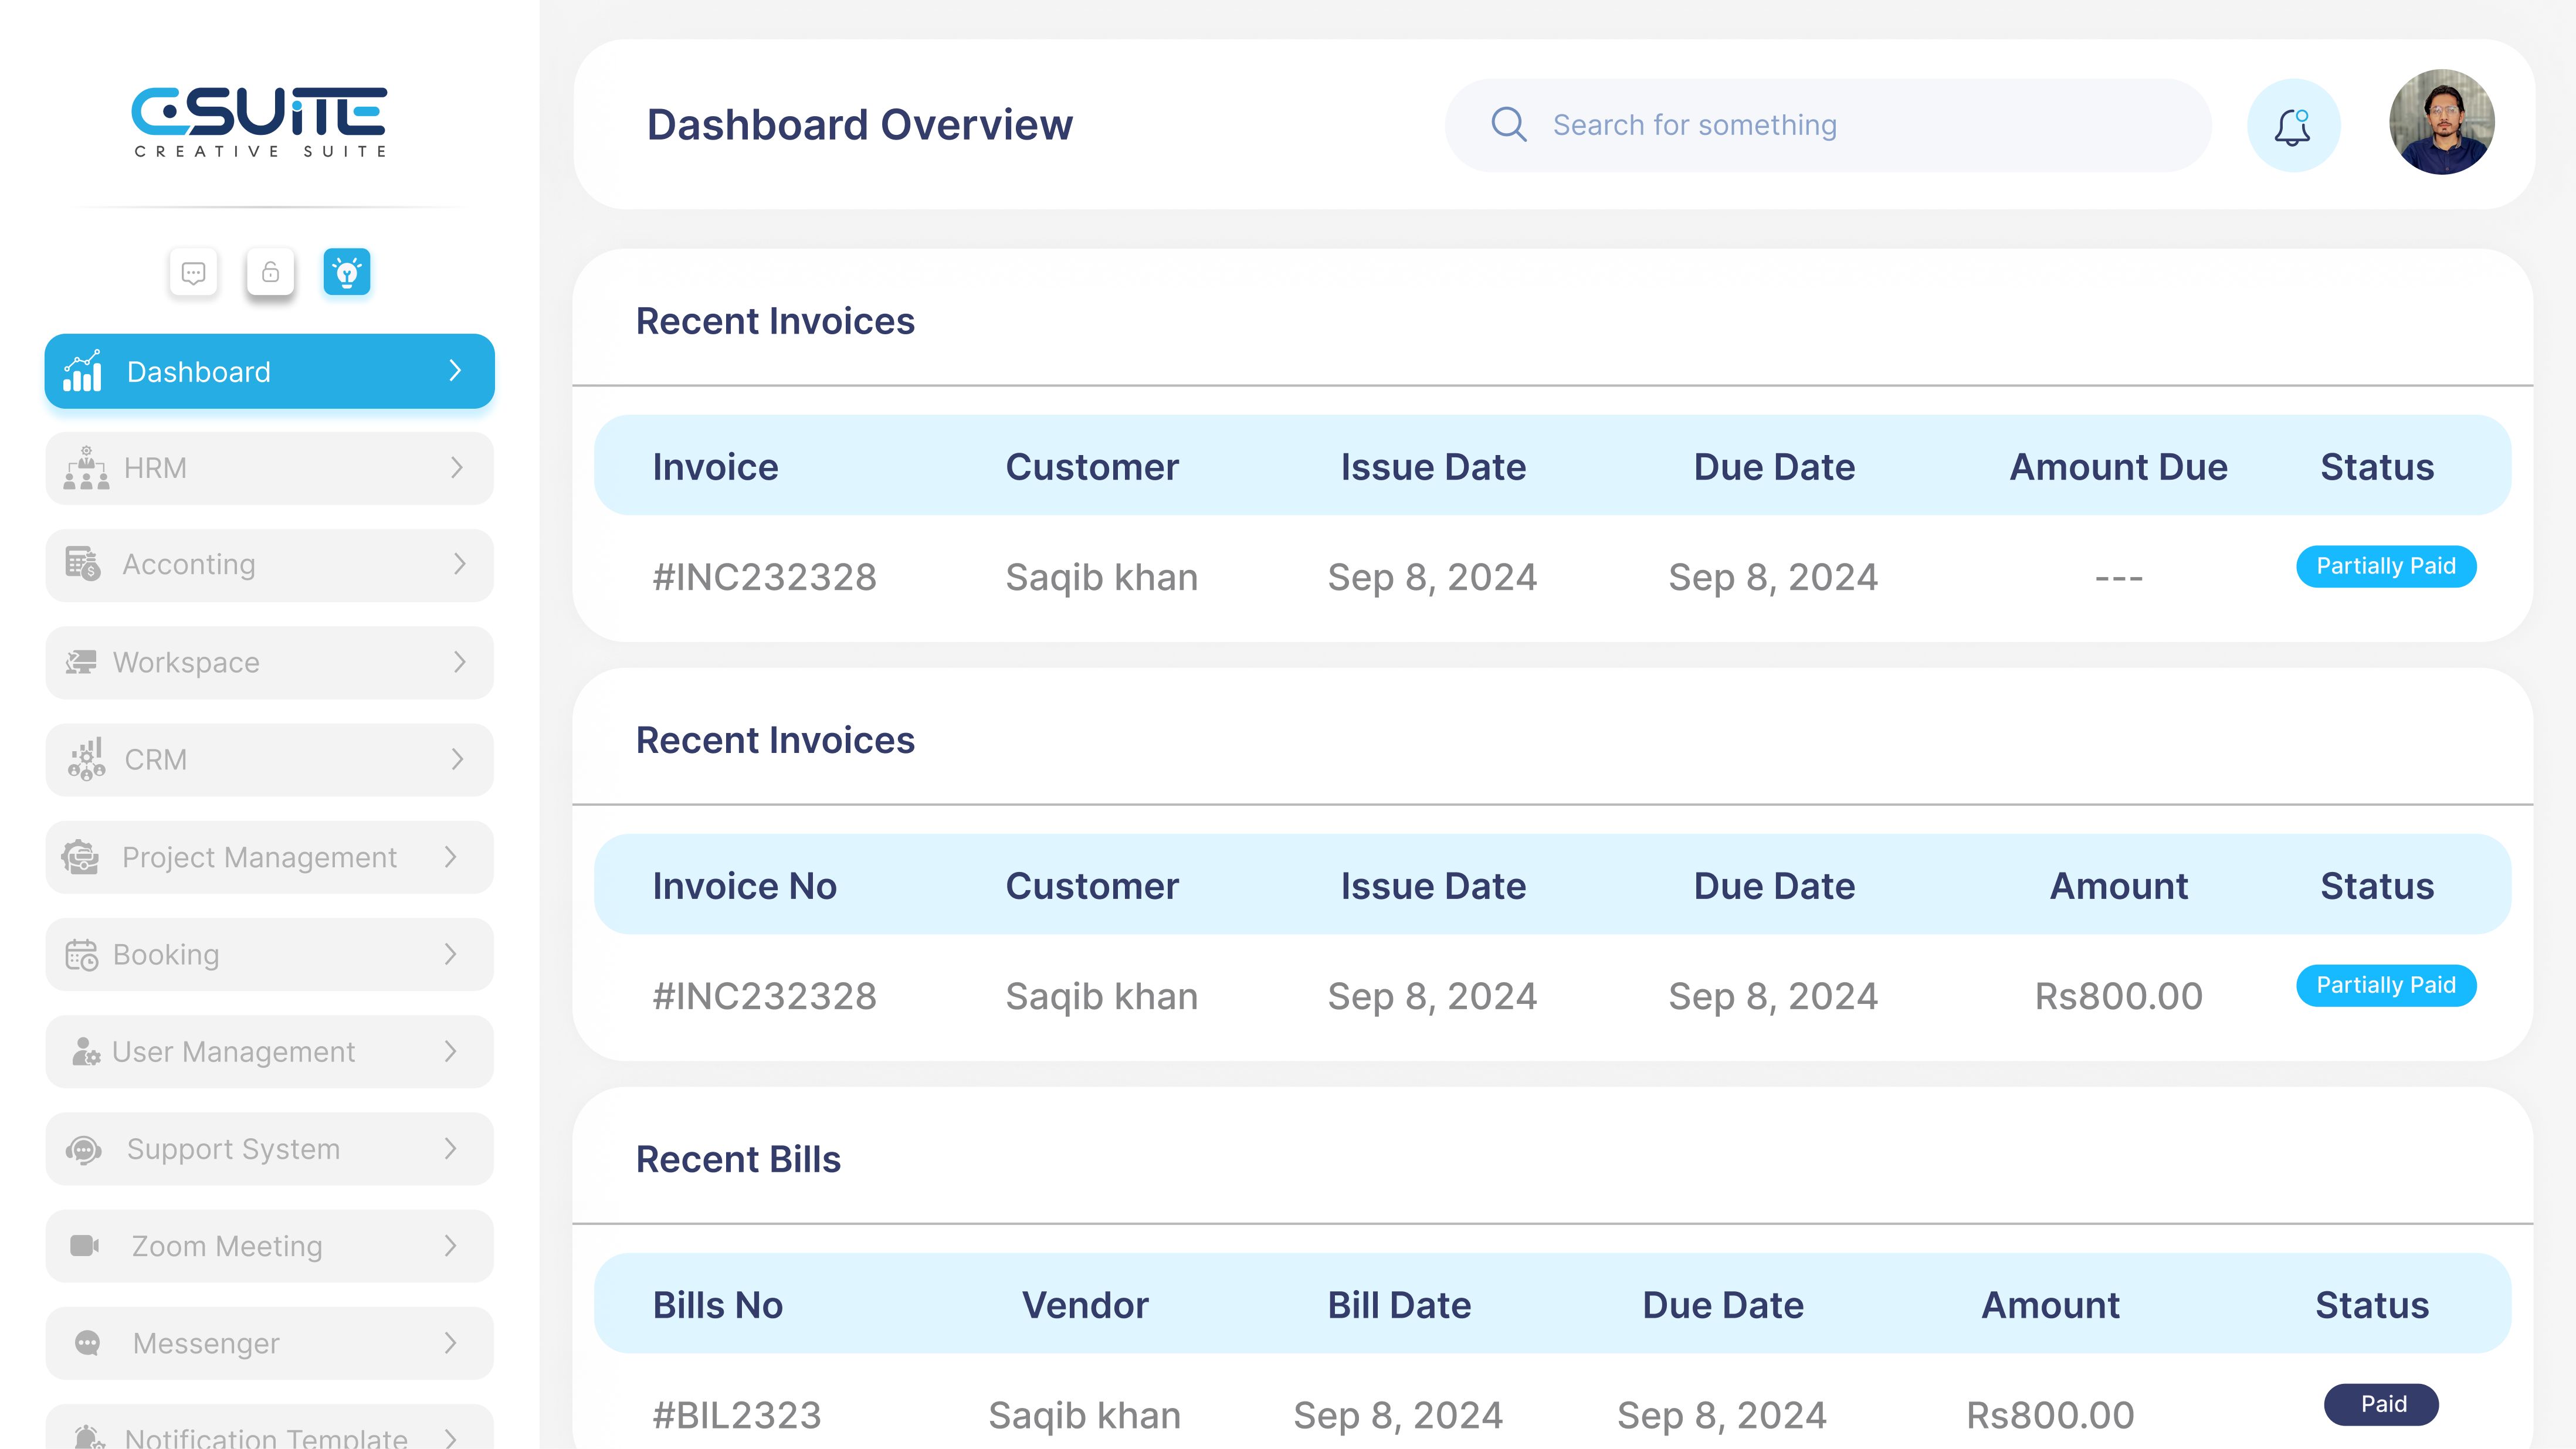 CSUiTE
CREATIVE SUITE
Dashboard
HRM
Acconting
Workspace
CRM
Project Management
Booking
User Management
Support System
Zoom Meeting
Messenger
Notification Template
Dashboard Overview
Search for something
Recent Invoices
Invoice Customer Issue Date Due Date Amount Due Status
#INC232328 Saqib khan Sep 8, 2024 Sep 8, 2024 --- Partially Paid
Recent Invoices
Invoice No Customer Issue Date Due Date Amount Status
#INC232328 Saqib khan Sep 8, 2024 Sep 8, 2024 Rs800.00 Partially Paid
Recent Bills
Bills No Vendor Bill Date Due Date Amount Status
#BIL2323 Saqib khan Sep 8, 2024 Sep 8, 2024 Rs800.00 Paid